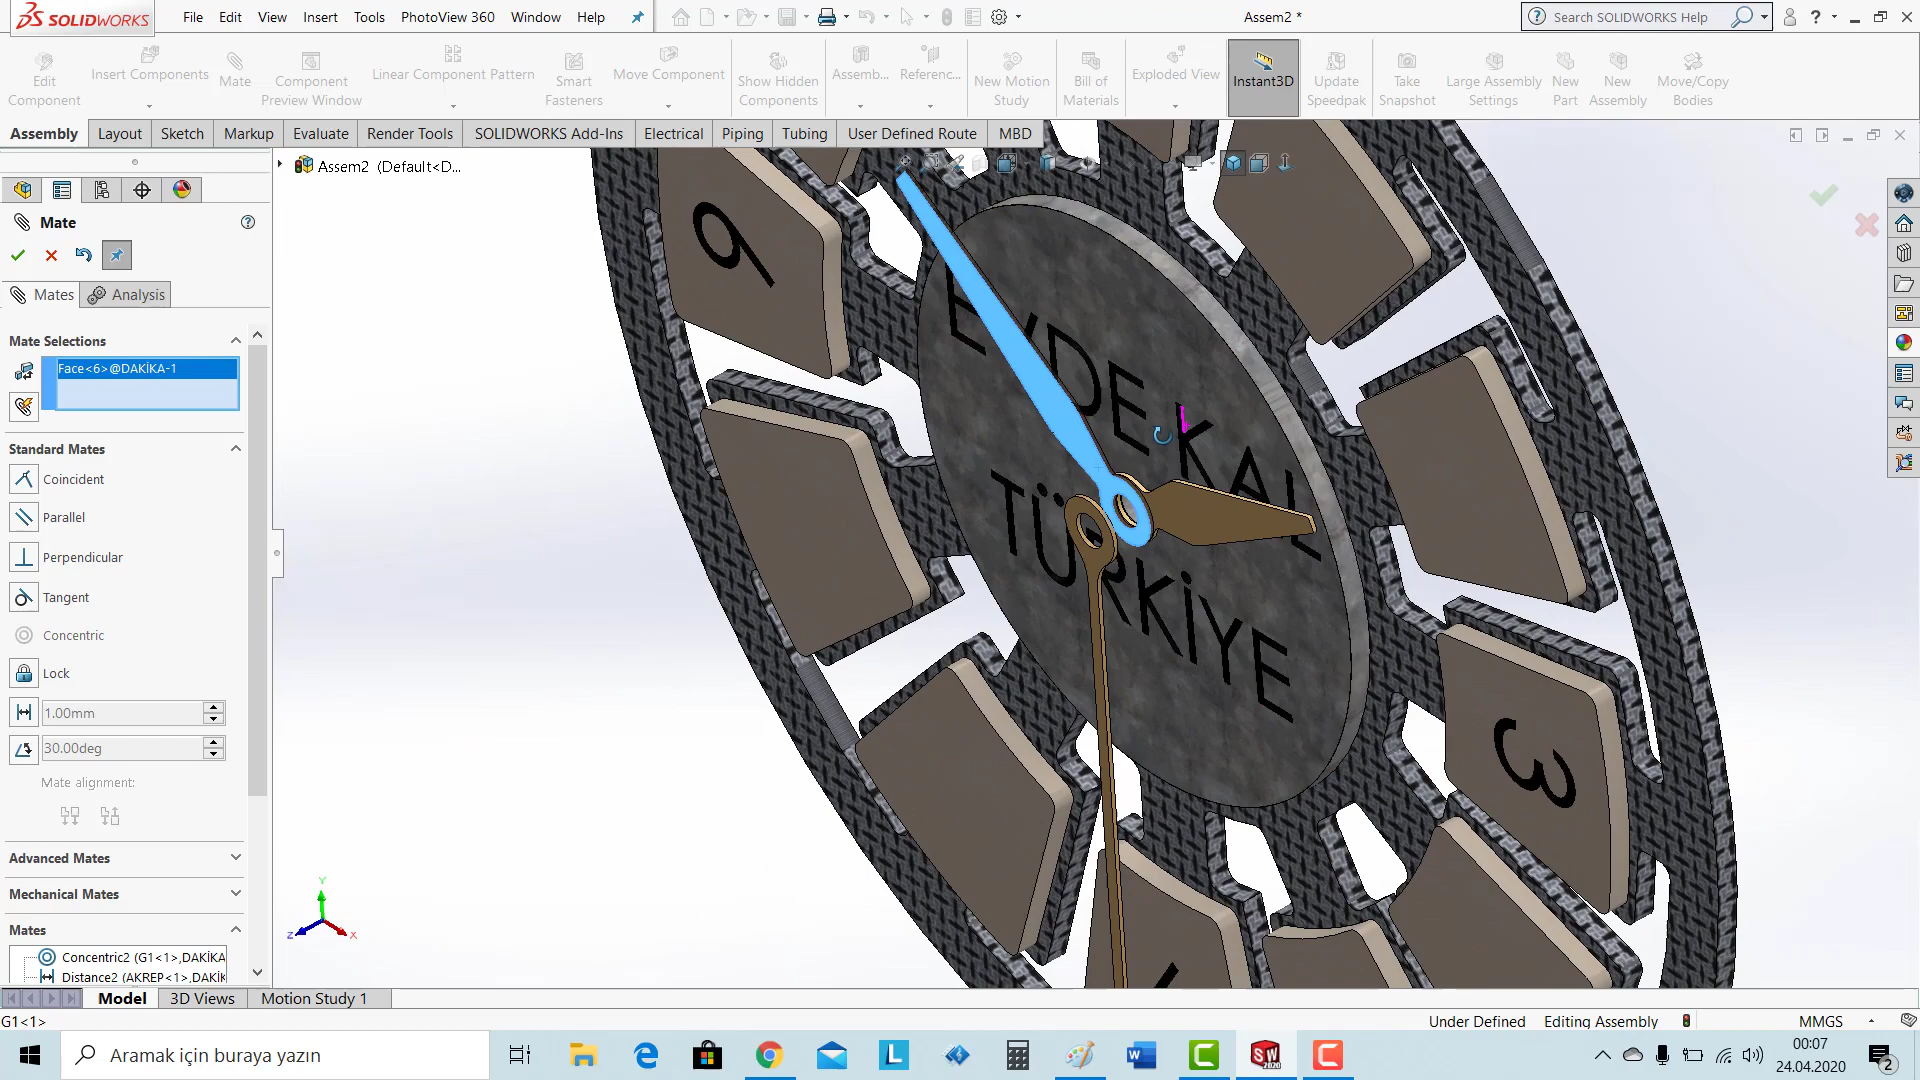 SOLIDWORKS
File Edit View Insert Tools PhotoView 360 Window Help
Assem2 *
Search SOLIDWORKS Help
Edit Component
Insert Components
Mate
Component Preview Window
Linear Component Pattern
Smart Fasteners
Move Component
Show Hidden Components
Assemb...
Referenc...
New Motion Study
Bill of Materials
Exploded View
Instant3D
Update Speedpak
Take Snapshot
Large Assembly Settings
New Part
New Assembly
Move/Copy Bodies
Assembly Layout Sketch Markup Evaluate Render Tools SOLIDWORKS Add-Ins Electrical Piping Tubing User Defined Route MBD
Assem2 (Default<D...
Mate
Mates Analysis
Mate Selections
Face<6>@DAKİKA-1
Standard Mates
Coincident
Parallel
Perpendicular
Tangent
Concentric
Lock
1.00mm
30.00deg
Mate alignment:
Advanced Mates
Mechanical Mates
Mates
Concentric2 (G1<1>,DAKİKA
Distance2 (AKREP<1>,DAKİK
9
EVDE KAL
TÜRKİYE
3
Y
Z
X
Model 3D Views Motion Study 1
G1<1>
Under Defined Editing Assembly MMGS
Aramak için buraya yazın
00:07
24.04.2020
2